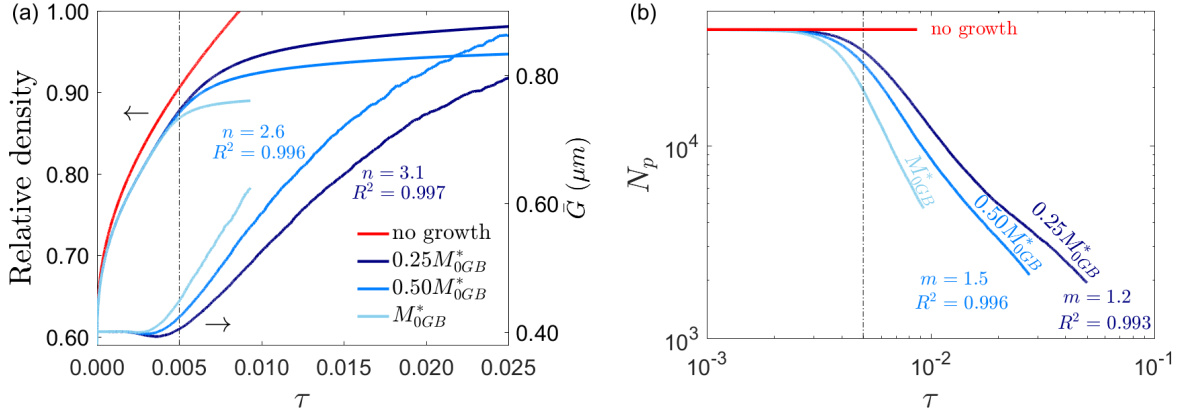 (a)
1.00
0.90
0.80
0.70
0.60
Relative density
←
n = 2.6
R² = 0.996
n = 3.1
R² = 0.997
no growth
0.25M*₀GB
0.50M*₀GB
M*₀GB
→
0.80
0.60
0.40
Ḡ (μm)
0.000 0.005 0.010 0.015 0.020 0.025
τ
(b)
no growth
10⁴
10³
Nₚ
M*₀GB
0.50M*₀GB
0.25M*₀GB
m = 1.5
R² = 0.996
m = 1.2
R² = 0.993
10⁻³ 10⁻² 10⁻¹
τ